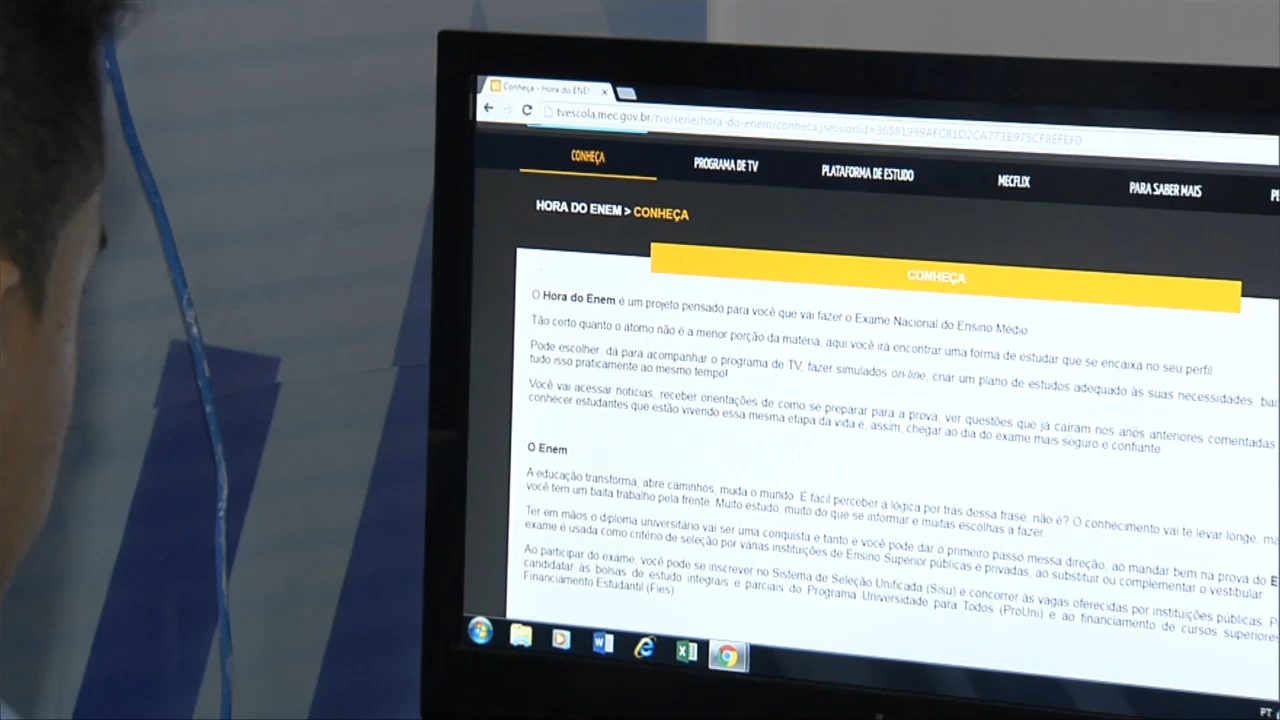 Conheça - Hora do ENE
tvescola.mec.gov.br/tve/serie/hora-do-enem/conheca;jsessionid=36581999AFC81D2CA773E975CF8EFEF0
CONHEÇA PROGRAMA DE TV PLATAFORMA DE ESTUDO MECFLIX PARA SABER MAIS
HORA DO ENEM > CONHEÇA
CONHEÇA
O Hora do Enem é um projeto pensado para você que vai fazer o Exame Nacional do Ensino Médio
Tão certo quanto o átomo não é a menor porção da matéria, aqui você irá encontrar uma forma de estudar que se encaixa no seu perfil.
Pode escolher: dá para acompanhar o programa de TV, fazer simulados on-line, criar um plano de estudos adequado às suas necessidades, bai
tudo isso praticamente ao mesmo tempo!
Você vai acessar notícias, receber orientações de como se preparar para a prova, ver questões que já caíram nos anos anteriores comentadas
conhecer estudantes que estão vivendo essa mesma etapa da vida e, assim, chegar ao dia do exame mais seguro e confiante.
O Enem
A educação transforma, abre caminhos, muda o mundo. É fácil perceber a lógica por trás dessa frase, não é? O conhecimento vai te levar longe, ma
você tem um baita trabalho pela frente. Muito estudo, muito do que se informar e muitas escolhas a fazer.
Ter em mãos o diploma universitário vai ser uma conquista e tanto e você pode dar o primeiro passo nessa direção, ao mandar bem na prova do E
exame é usada como critério de seleção por várias instituições de Ensino Superior públicas e privadas, ao substituir ou complementar o vestibular.
Ao participar do exame, você pode se inscrever no Sistema de Seleção Unificada (Sisu) e concorrer às vagas oferecidas por instituições públicas. P
candidatar às bolsas de estudo integrais e parciais do Programa Universidade para Todos (ProUni) e ao financiamento de cursos superiores
Financiamento Estudantil (Fies)
PT